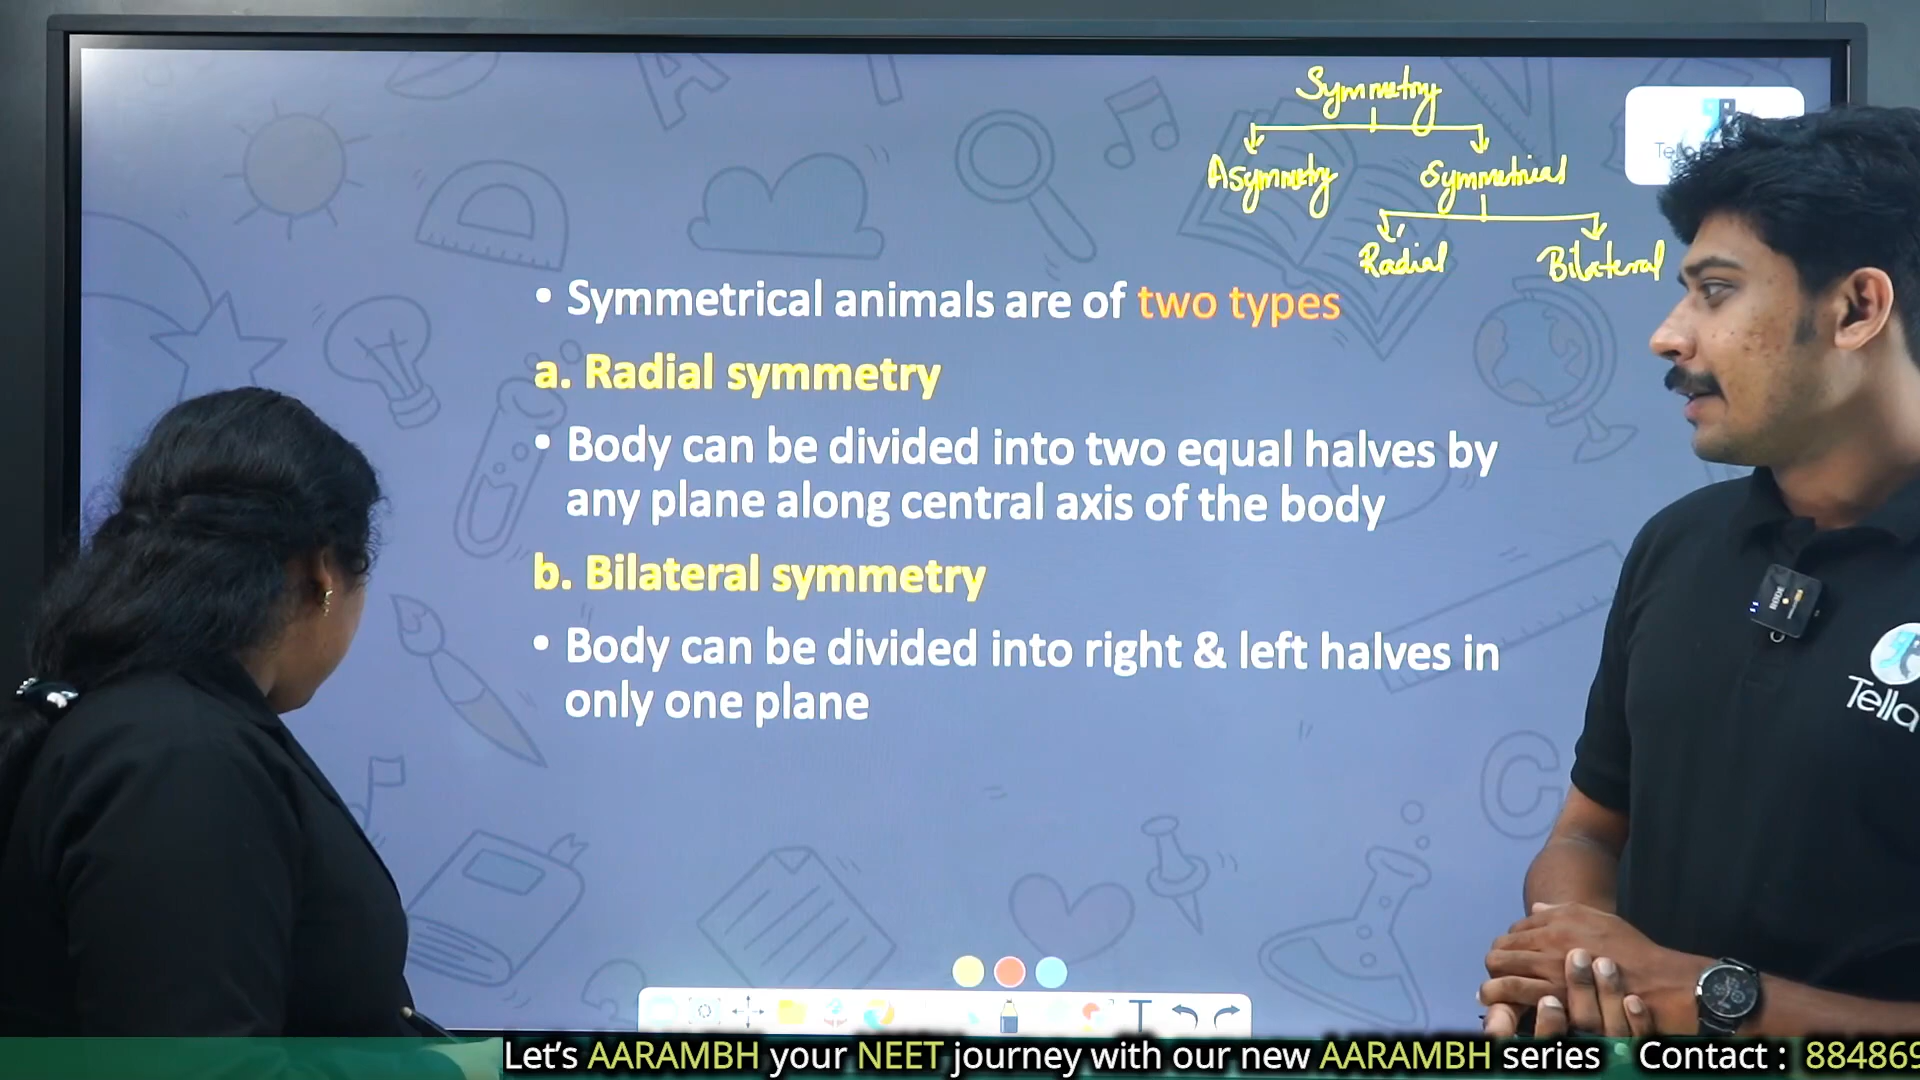 Symmetry
Asymmetry Symmetrical
Radial Bilateral
• Symmetrical animals are of two types
a. Radial symmetry
• Body can be divided into two equal halves by
any plane along central axis of the body
b. Bilateral symmetry
• Body can be divided into right & left halves in
only one plane
Tella
T
Let's AARAMBH your NEET journey with our new AARAMBH series Contact : 884869